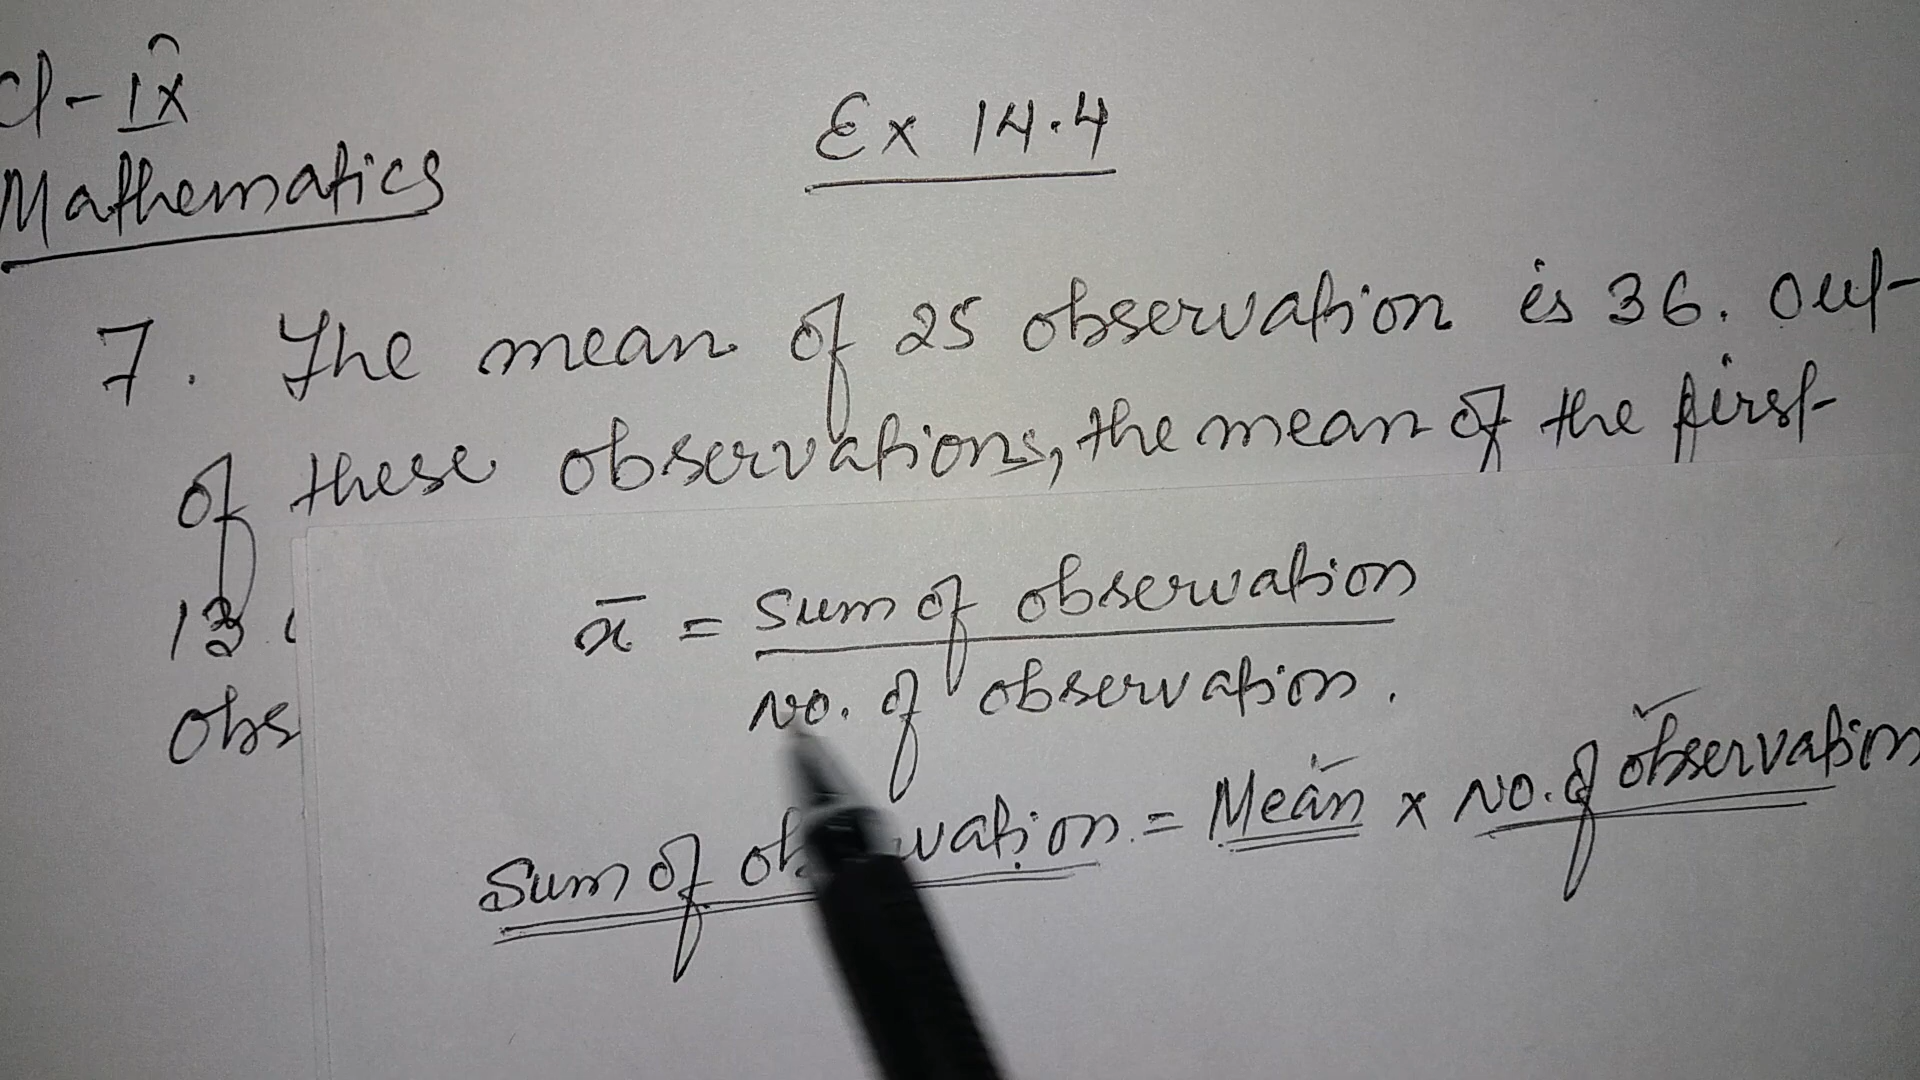 Cl-IX
Mathematics
Ex 14.4
7. The mean of 25 observation is 36. Out
of these observations, the mean of the first
13
obs
x̄ = Sum of observation
No. of observation.
Sum of vation = Mean x No. of observation